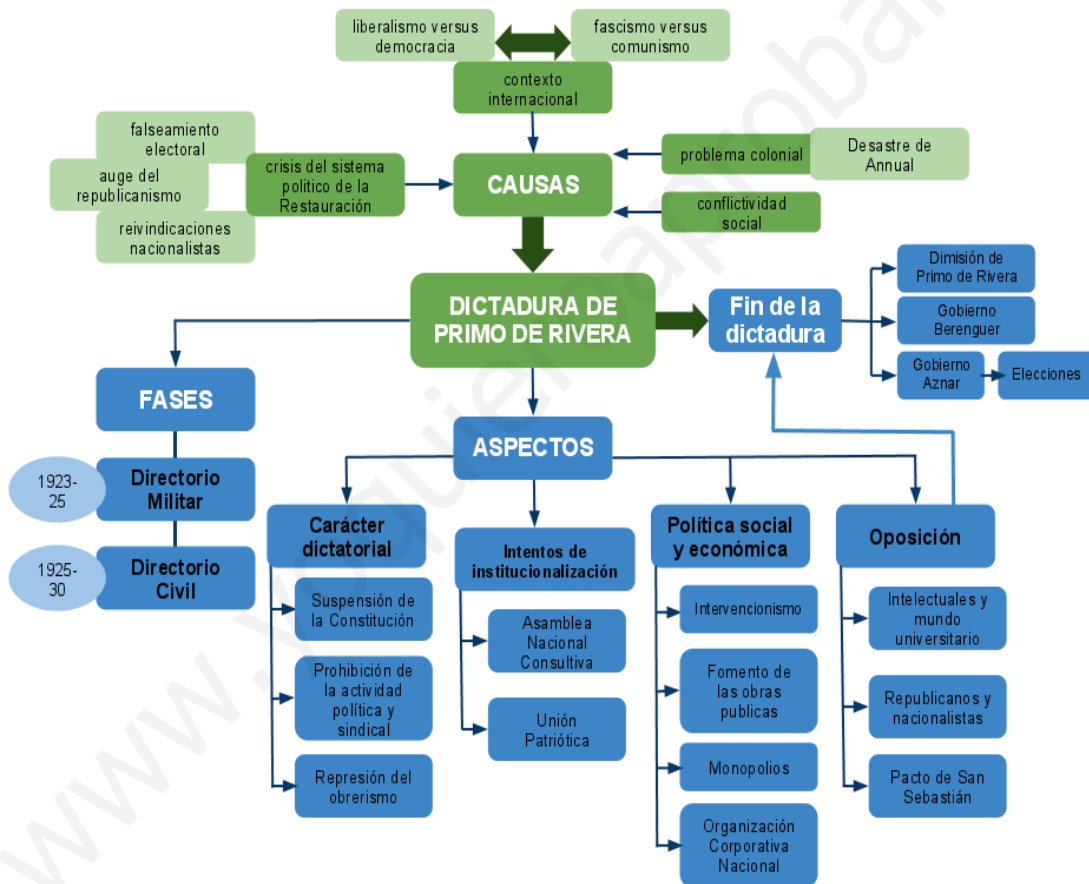 liberalismo versus
democracia
fascismo versus
comunismo
contexto
internacional
falseamiento
electoral
auge del
republicanismo
reivindicaciones
nacionalistas
crisis del sistema
politico de la
Restauración
CAUSAS
problema colonial
Desastre de
Annual
conflictividad
social
DICTADURA DE
PRIMO DE RIVERA
Fin de la
dictadura
Dimisión de
Primo de Rivera
Gobierno
Berenguer
Gobierno
Aznar
Elecciones
FASES
1923-
25
Directorio
Militar
1925-
30
Directorio
Civil
ASPECTOS
Carácter
dictatorial
Suspensión de
la Constitución
Prohibición de
la actividad
política y
sindical
Represión del
obrerismo
Intentos de
institucionalización
Asamblea
Nacional
Consultiva
Unión
Patriótica
Política social
y económica
Intervencionismo
Fomento de
las obras
publicas
Monopolios
Organización
Corporativa
Nacional
Oposición
Intelectuales y
mundo
universitario
Republicanos y
nacionalistas
Pacto de San
Sebastián
www.yoquieroaprobar